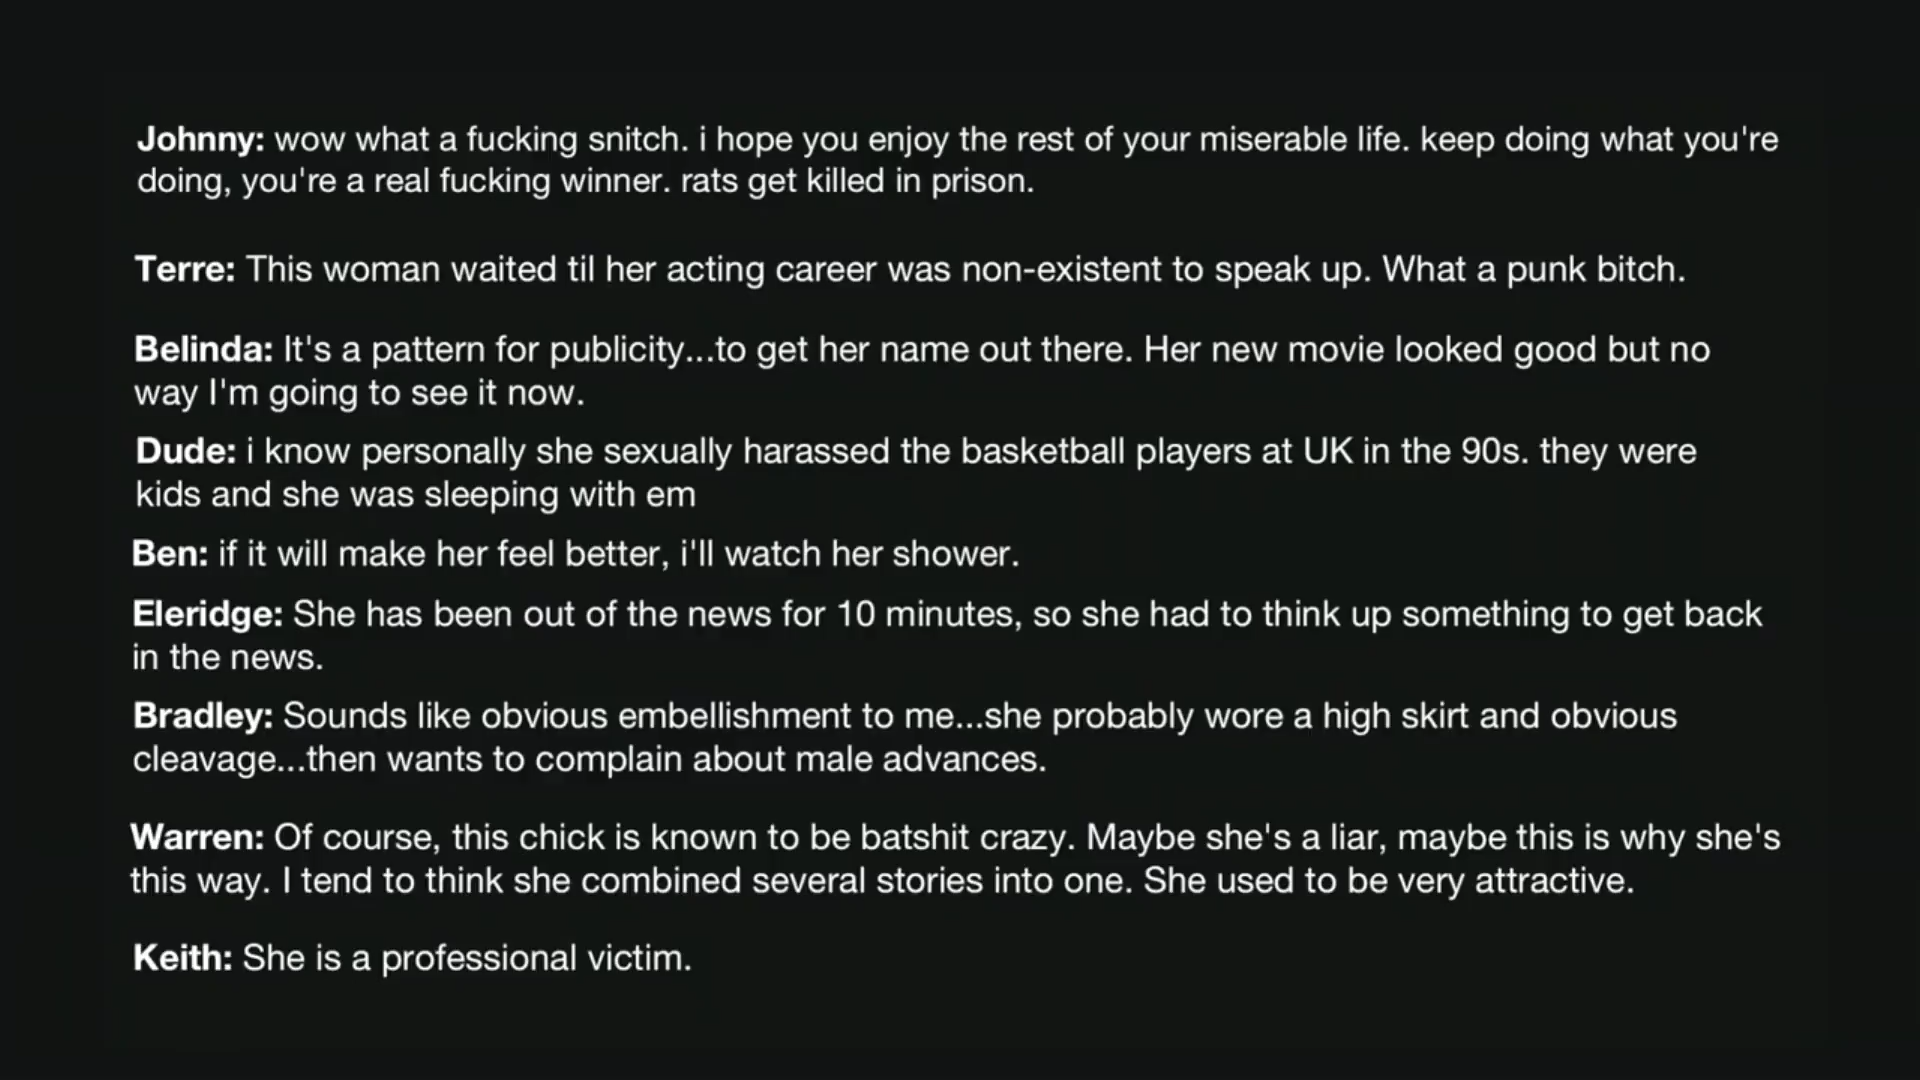 Johnny: wow what a fucking snitch. i hope you enjoy the rest of your miserable life. keep doing what you're
doing, you're a real fucking winner. rats get killed in prison.
Terre: This woman waited til her acting career was non-existent to speak up. What a punk bitch.
Belinda: It's a pattern for publicity...to get her name out there. Her new movie looked good but no
way I'm going to see it now.
Dude: i know personally she sexually harassed the basketball players at UK in the 90s. they were
kids and she was sleeping with em
Ben: if it will make her feel better, i'll watch her shower.
Eleridge: She has been out of the news for 10 minutes, so she had to think up something to get back
in the news.
Bradley: Sounds like obvious embellishment to me...she probably wore a high skirt and obvious
cleavage...then wants to complain about male advances.
Warren: Of course, this chick is known to be batshit crazy. Maybe she's a liar, maybe this is why she's
this way. I tend to think she combined several stories into one. She used to be very attractive.
Keith: She is a professional victim.